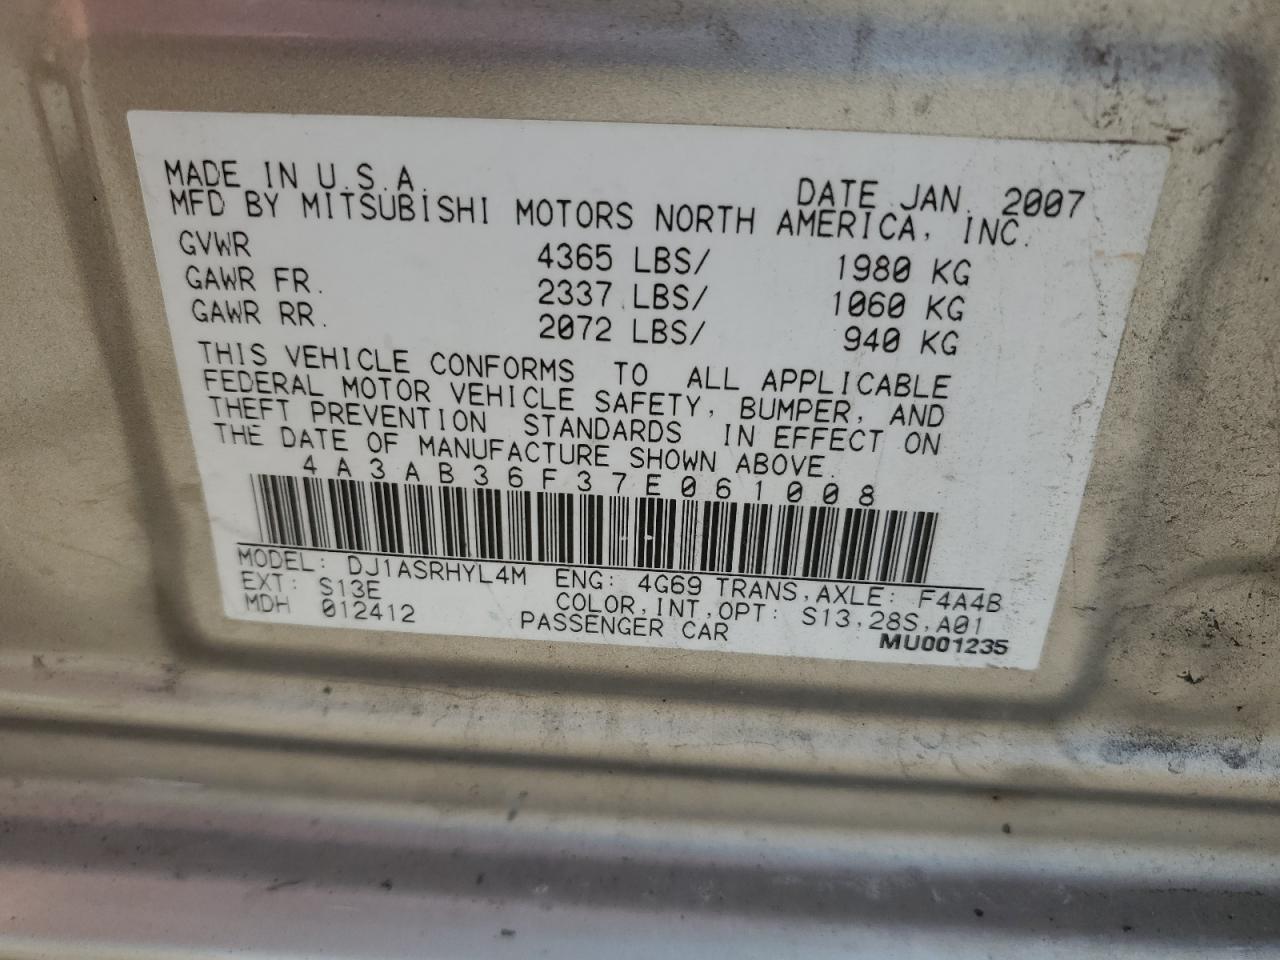 MADE IN U.S.A. DATE JAN. 2007
MFD BY MITSUBISHI MOTORS NORTH AMERICA, INC.
GVWR 4365 LBS/ 1980 KG
GAWR FR. 2337 LBS/ 1060 KG
GAWR RR. 2072 LBS/ 940 KG
THIS VEHICLE CONFORMS TO ALL APPLICABLE
FEDERAL MOTOR VEHICLE SAFETY, BUMPER, AND
THEFT PREVENTION STANDARDS IN EFFECT ON
THE DATE OF MANUFACTURE SHOWN ABOVE.
4A3AB36F37E061008
MODEL: DJ1ASRHYL4M ENG: 4G69 TRANS,AXLE: F4A4B
EXT: S13E COLOR,INT,OPT: S13,28S,A01
MDH 012412 PASSENGER CAR MU001235